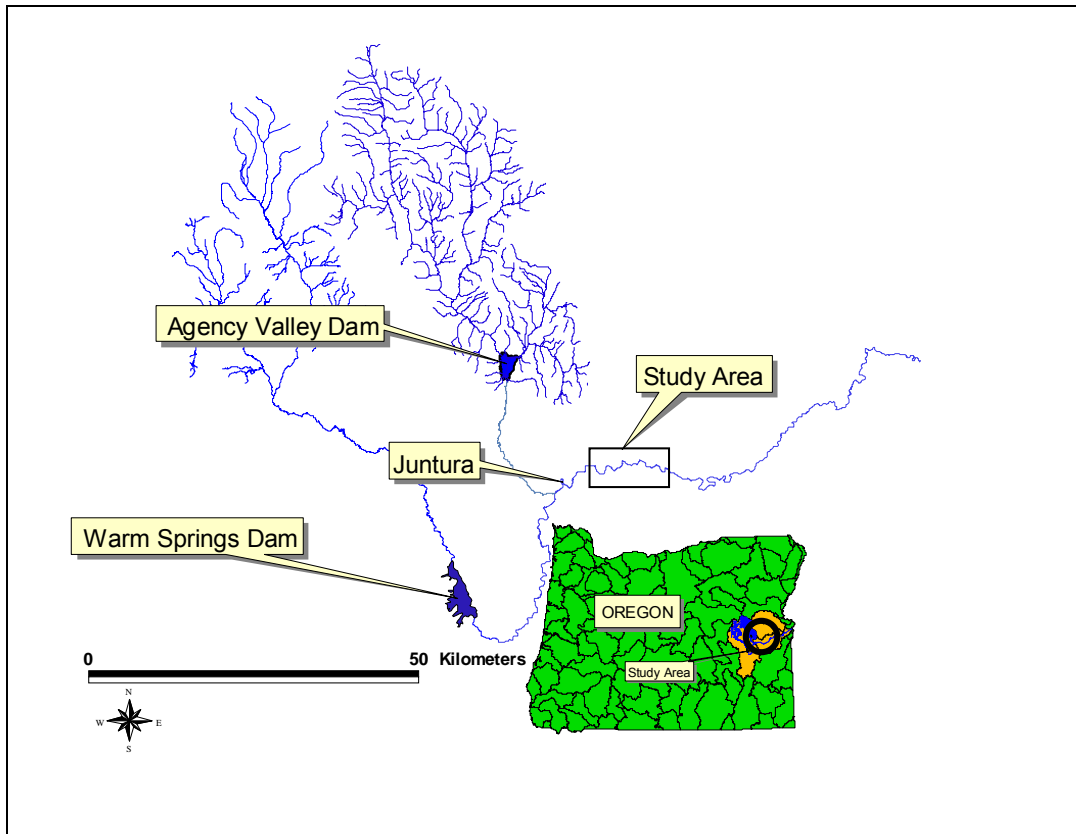 Agency Valley Dam
Study Area
Juntura
Warm Springs Dam
OREGON
Study Area
0 50 Kilometers
N
W E
S